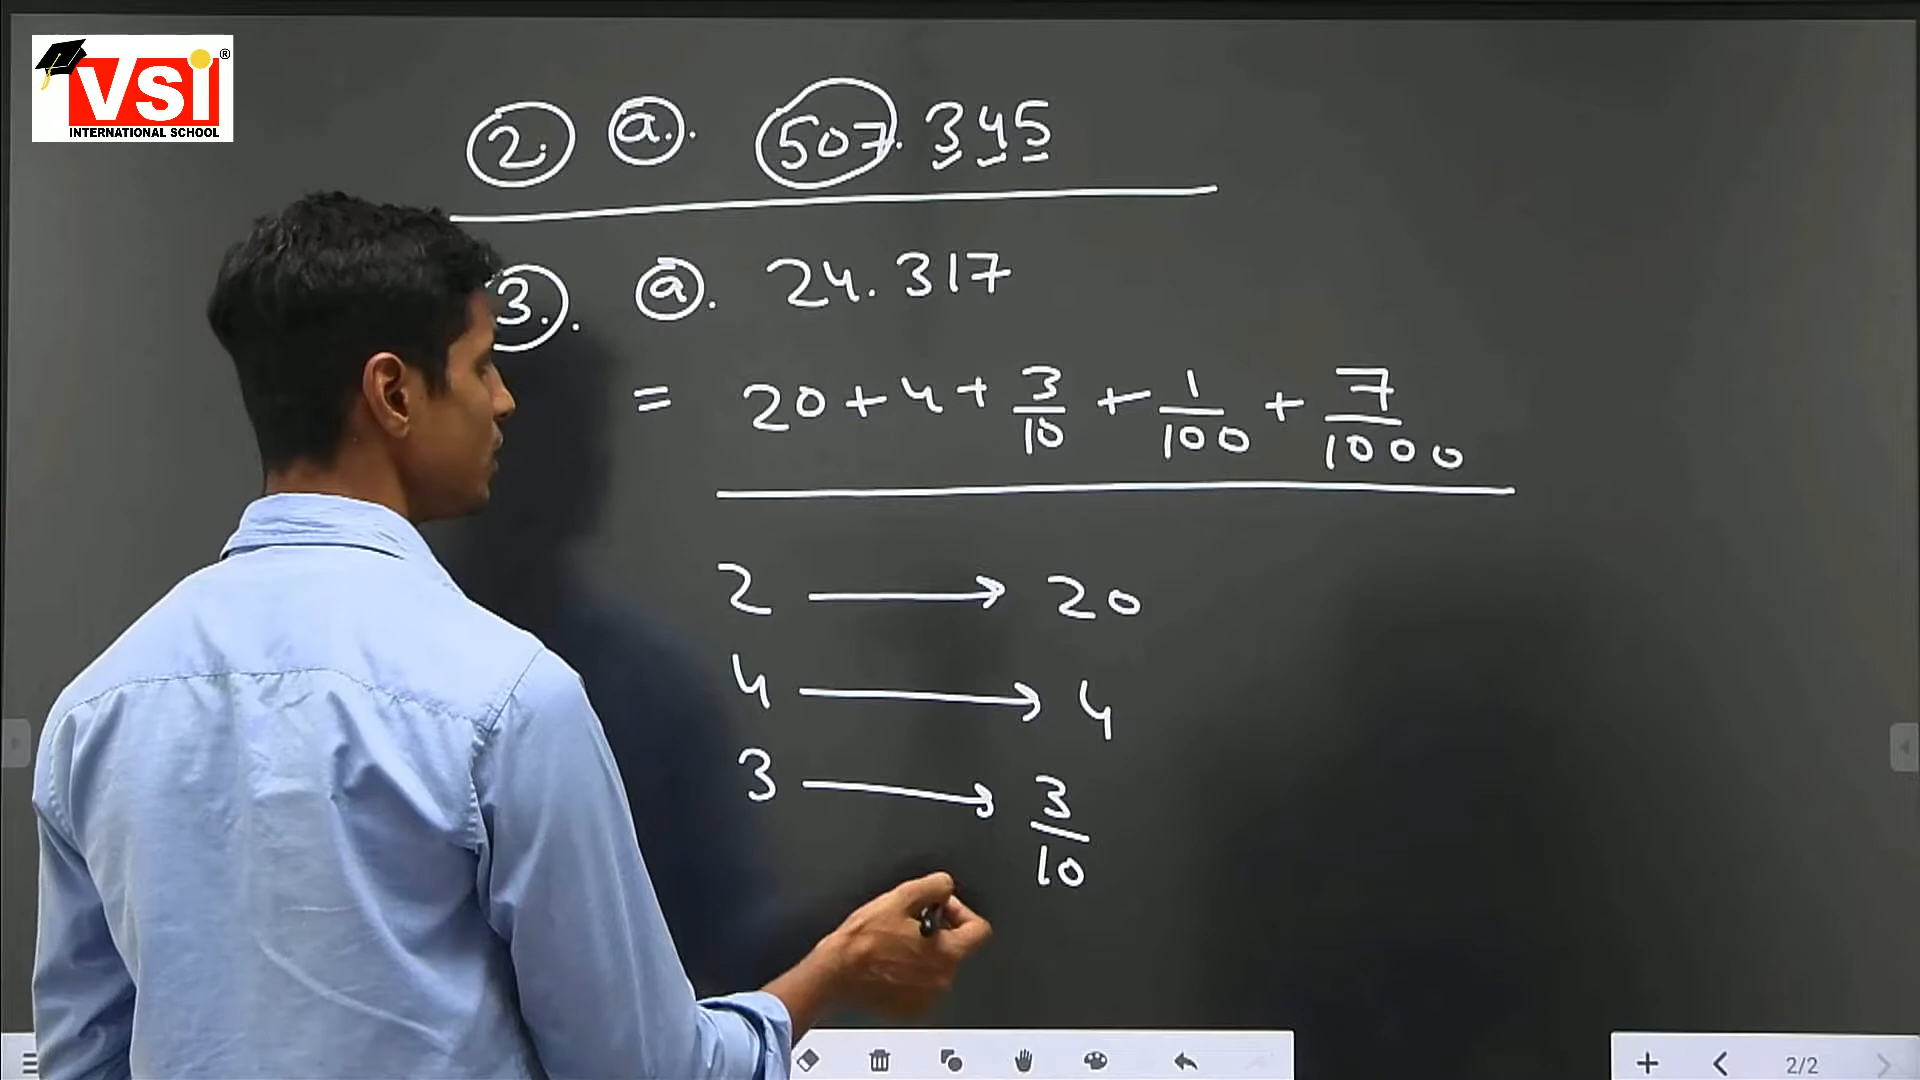 VSI ®
INTERNATIONAL SCHOOL
2. a. 507.345
3. a. 24.317
= 20 + 4 + 3/10 + 1/100 + 7/1000
2 → 20
4 → 4
3 → 3/10
2/2